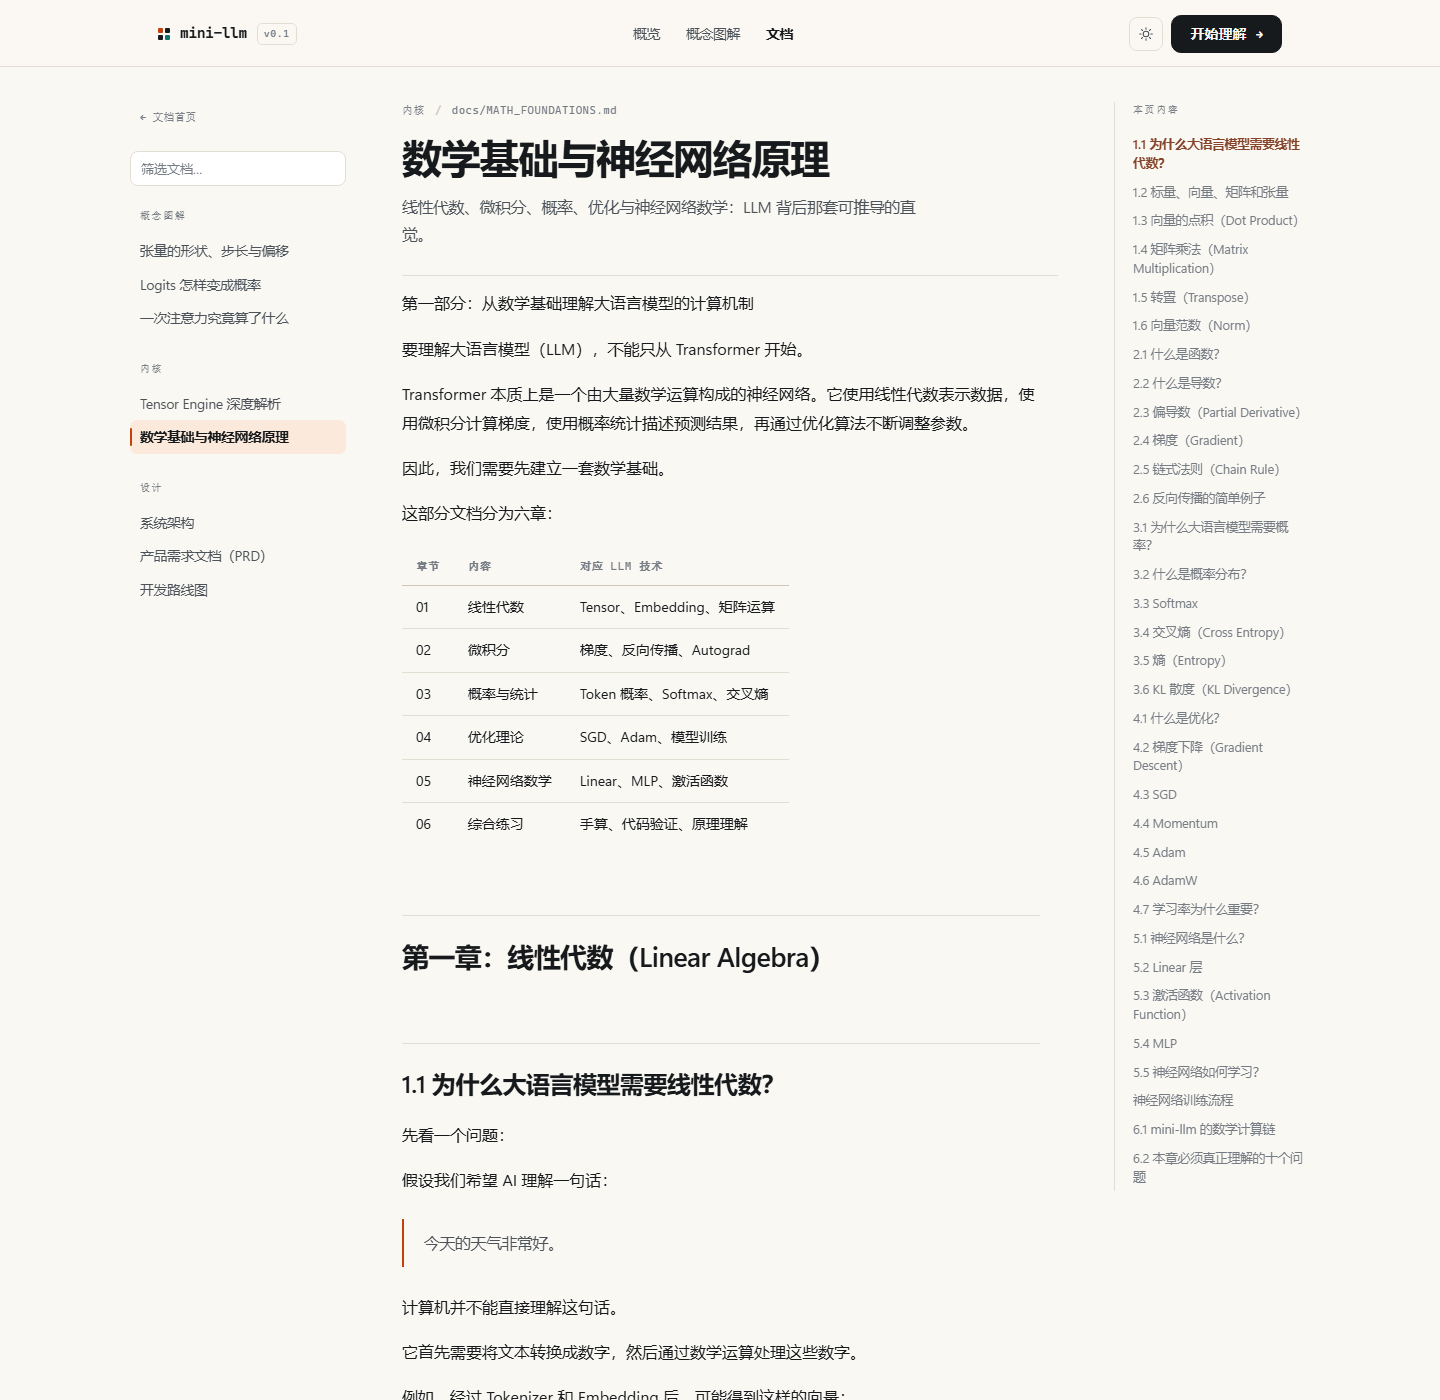 mini-llm v0.1
概览 概念图解 文档
开始理解 →
← 文档首页
筛选文档...
概念图解
张量的形状、步长与偏移
Logits 怎样变成概率
一次注意力究竟算了什么
内核
Tensor Engine 深度解析
数学基础与神经网络原理
设计
系统架构
产品需求文档（PRD）
开发路线图
内核 / docs/MATH_FOUNDATIONS.md
数学基础与神经网络原理
线性代数、微积分、概率、优化与神经网络数学：LLM 背后那套可推导的直
觉。
第一部分：从数学基础理解大语言模型的计算机制
要理解大语言模型（LLM），不能只从 Transformer 开始。
Transformer 本质上是一个由大量数学运算构成的神经网络。它使用线性代数表示数据，使
用微积分计算梯度，使用概率统计描述预测结果，再通过优化算法不断调整参数。
因此，我们需要先建立一套数学基础。
这部分文档分为六章：
章节 内容 对应 LLM 技术
01 线性代数 Tensor、Embedding、矩阵运算
02 微积分 梯度、反向传播、Autograd
03 概率与统计 Token 概率、Softmax、交叉熵
04 优化理论 SGD、Adam、模型训练
05 神经网络数学 Linear、MLP、激活函数
06 综合练习 手算、代码验证、原理理解
第一章：线性代数（Linear Algebra）
1.1 为什么大语言模型需要线性代数？
先看一个问题：
假设我们希望 AI 理解一句话：
今天的天气非常好。
计算机并不能直接理解这句话。
它首先需要将文本转换成数字，然后通过数学运算处理这些数字。
例如，经过 Tokenizer 和 Embedding 后，可能得到这样的向量：
本页内容
1.1 为什么大语言模型需要线性
代数？
1.2 标量、向量、矩阵和张量
1.3 向量的点积（Dot Product）
1.4 矩阵乘法（Matrix
Multiplication）
1.5 转置（Transpose）
1.6 向量范数（Norm）
2.1 什么是函数？
2.2 什么是导数？
2.3 偏导数（Partial Derivative）
2.4 梯度（Gradient）
2.5 链式法则（Chain Rule）
2.6 反向传播的简单例子
3.1 为什么大语言模型需要概
率？
3.2 什么是概率分布？
3.3 Softmax
3.4 交叉熵（Cross Entropy）
3.5 熵（Entropy）
3.6 KL 散度（KL Divergence）
4.1 什么是优化？
4.2 梯度下降（Gradient
Descent）
4.3 SGD
4.4 Momentum
4.5 Adam
4.6 AdamW
4.7 学习率为什么重要？
5.1 神经网络是什么？
5.2 Linear 层
5.3 激活函数（Activation
Function）
5.4 MLP
5.5 神经网络如何学习？
神经网络训练流程
6.1 mini-llm 的数学计算链
6.2 本章必须真正理解的十个问
题